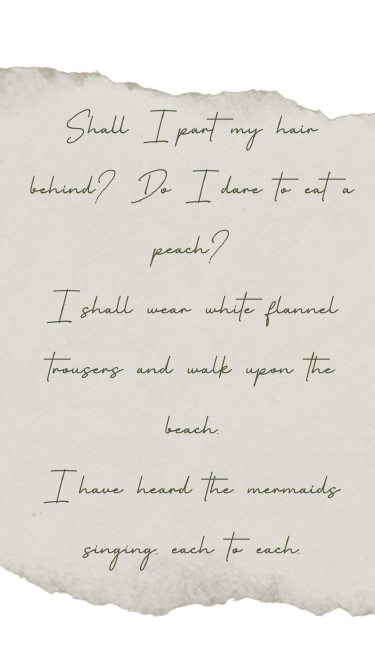 Shall I part my hair
behind? Do I dare to eat a
peach?
I shall wear white flannel
trousers and walk upon the
beach.
I have heard the mermaids
singing, each to each.